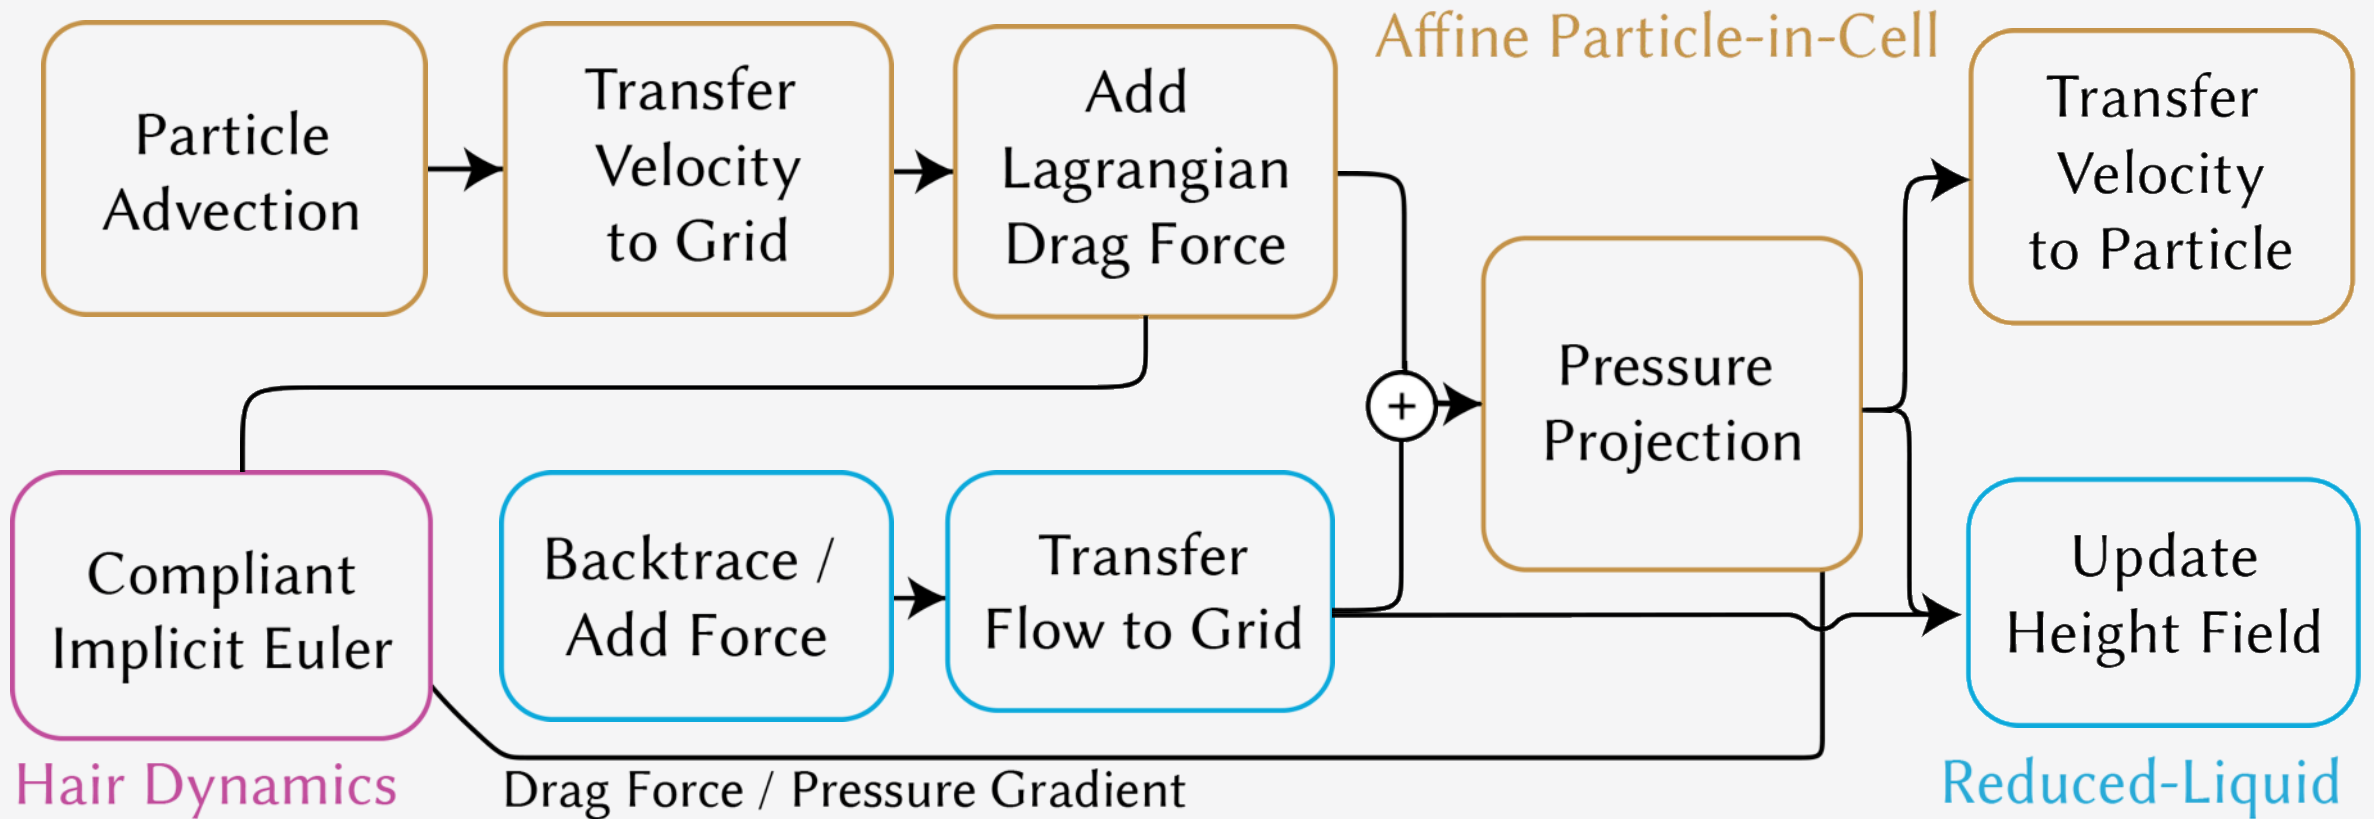 Affine Particle-in-Cell
Particle
Advection
Transfer
Velocity
to Grid
Add
Lagrangian
Drag Force
Transfer
Velocity
to Particle
+
Pressure
Projection
Compliant
Implicit Euler
Backtrace /
Add Force
Transfer
Flow to Grid
Update
Height Field
Hair Dynamics
Drag Force / Pressure Gradient
Reduced-Liquid